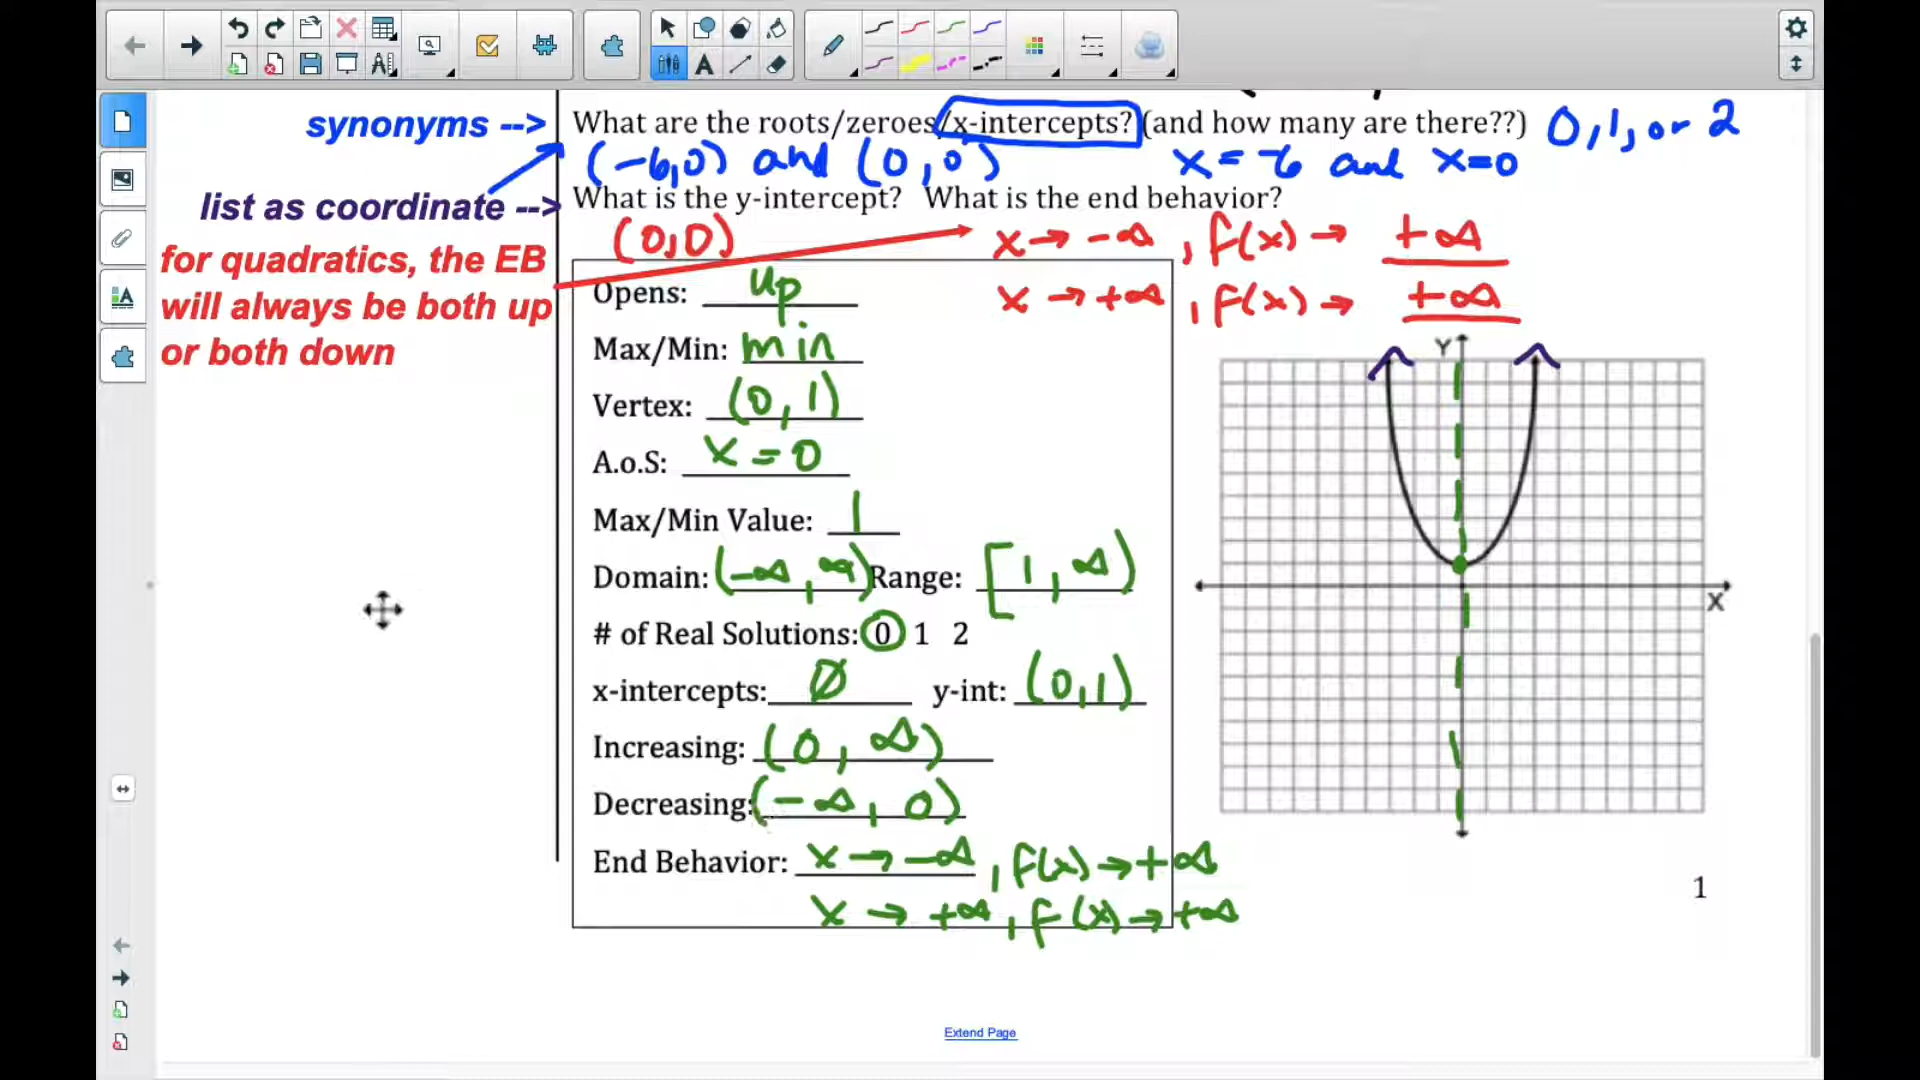 synonyms --> What are the roots/zeroes/x-intercepts? (and how many are there??) 0, 1, or 2
(-6,0) and (0,0) x = -6 and x=0
list as coordinate --> What is the y-intercept? What is the end behavior?
(0,0) x → -∞, f(x) → +∞
x → +∞, f(x) → +∞
for quadratics, the EB
will always be both up
or both down
Opens: up
Max/Min: min
Vertex: (0, 1)
A.o.S: x = 0
Max/Min Value: 1
Domain: (-∞, ∞) Range: [1, ∞)
# of Real Solutions: 0 1 2
x-intercepts: Ø y-int: (0,1)
Increasing: (0, ∞)
Decreasing: (-∞, 0)
End Behavior: x → -∞, f(x) → +∞
x → +∞, f(x) → +∞
Y
X
1
Extend Page